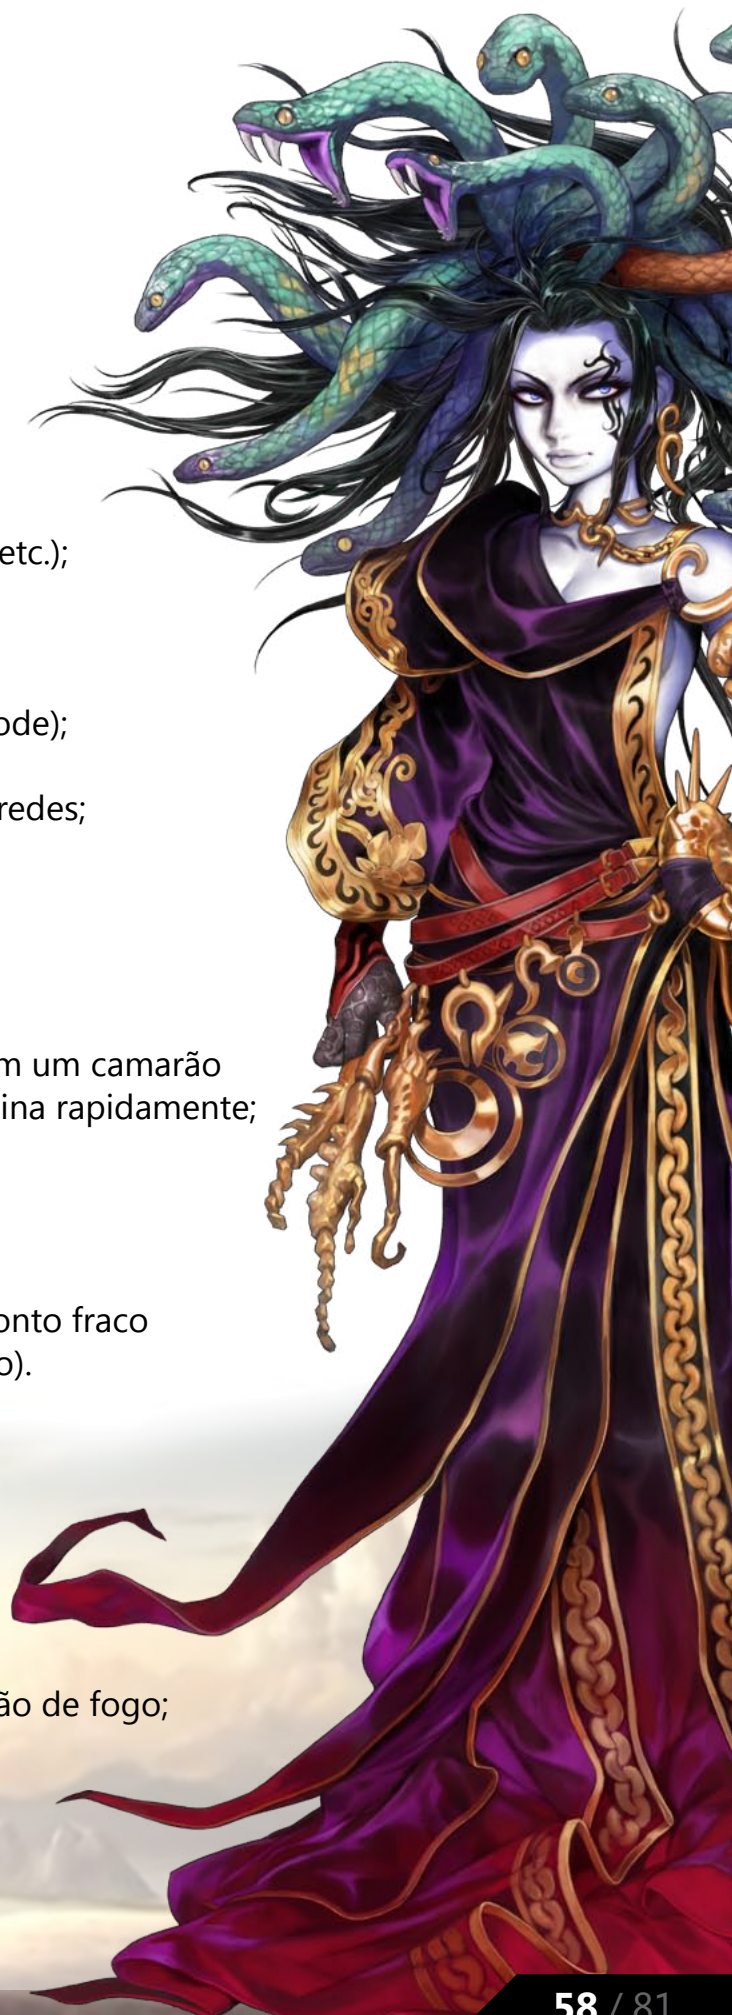 etc.);
ode);
redes;
m um camarão
ina rapidamente;
onto fraco
o).
ão de fogo;
58 / 81